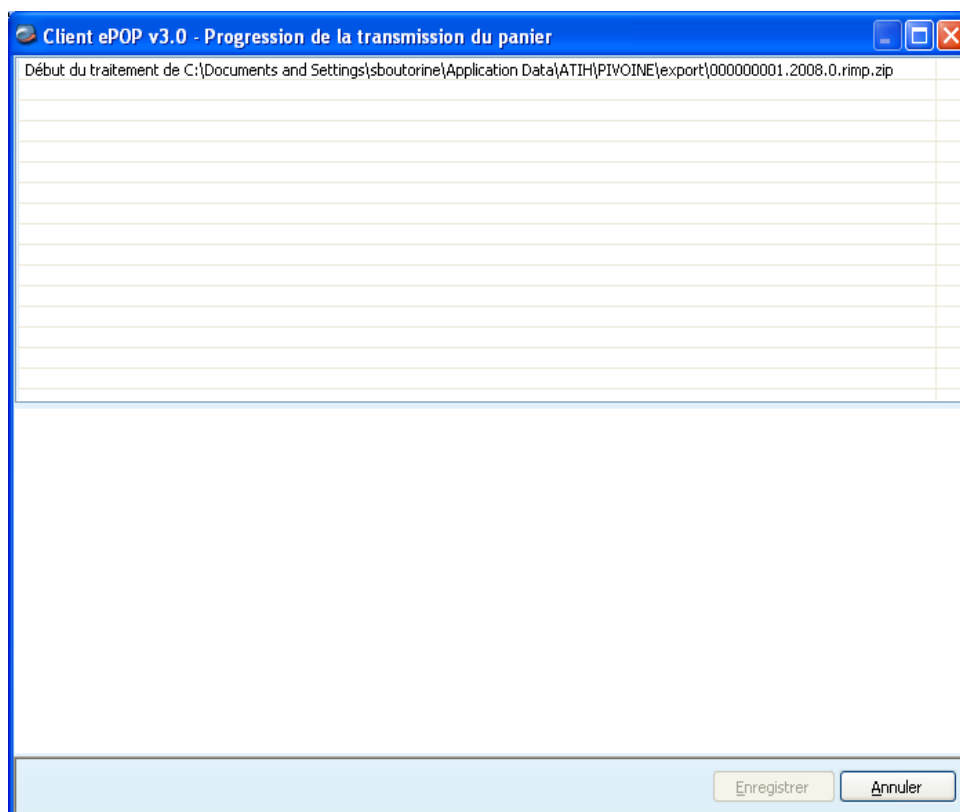 Client ePOP v3.0 - Progression de la transmission du panier
Début du traitement de C:\Documents and Settings\sboutorine\Application Data\ATIH\PIVOINE\export\000000001.2008.0.rimp.zip
Enregistrer
Annuler